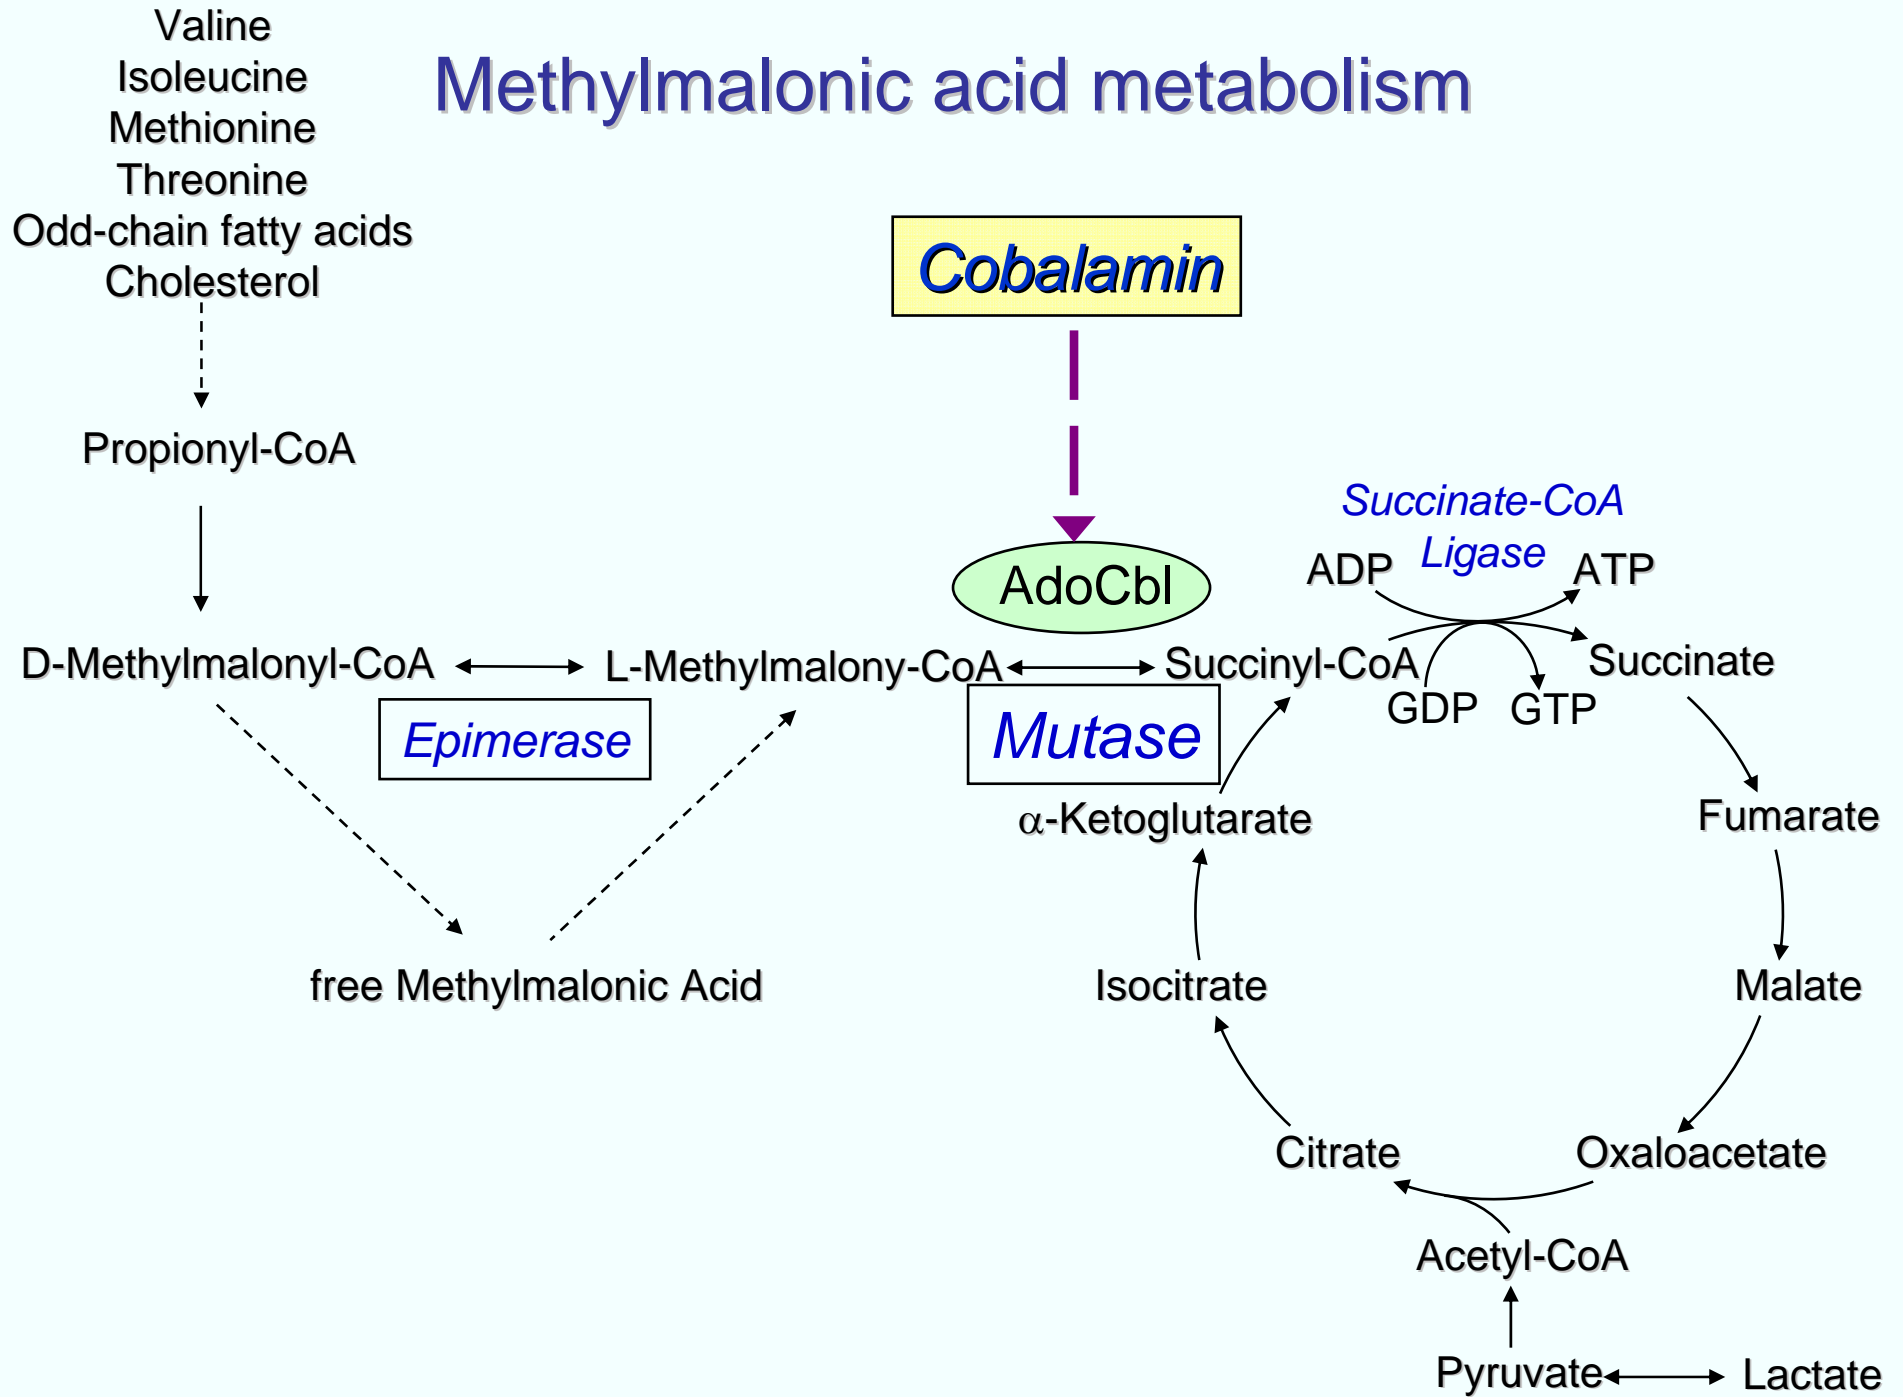 Valine
Isoleucine
Methionine
Threonine
Odd-chain fatty acids
Cholesterol
Methylmalonic acid metabolism
Cobalamin
Propionyl-CoA
AdoCbl
Succinate-CoA
Ligase
ADP
ATP
D-Methylmalonyl-CoA
L-Methylmalony-CoA
Succinyl-CoA
Succinate
GDP
GTP
Epimerase
Mutase
α-Ketoglutarate
Fumarate
free Methylmalonic Acid
Isocitrate
Malate
Citrate
Oxaloacetate
Acetyl-CoA
Pyruvate
Lactate